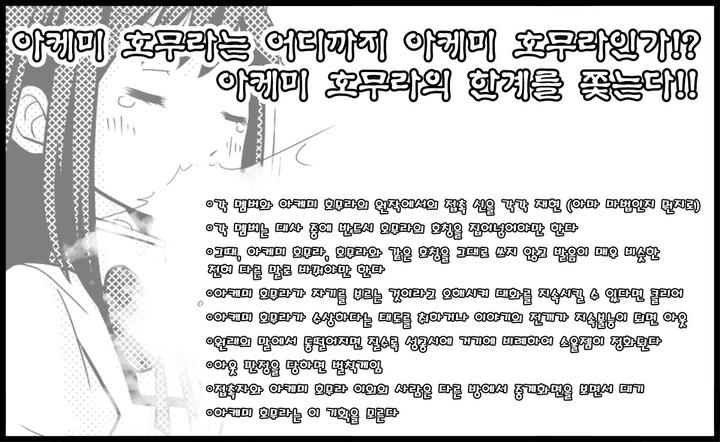 아케미 호무라는 어디까지 아케미 호무라인가!?
아케미 호무라의 한계를 쫓는다!!
◦각 멤버와 아케미 호무라의 원작에서의 접촉 신을 각각 재현 (아마 마법인지 뭔지로)
◦각 멤버는 대사 중에 반드시 호무라의 호칭을 집어넣어야만 한다
◦그때, 아케미 호무라, 호무라와 같은 호칭을 그대로 쓰지 않고 발음이 매우 비슷한
전혀 다른 말로 바꿔야만 한다
◦아케미 호무라가 자기를 부르는 것이라고 오해시켜 대화를 지속시킬 수 있다면 클리어
◦아케미 호무라가 수상하다는 태도를 취하거나 이야기의 전개가 지속불능이 되면 아웃
◦원래의 말에서 동떨어지면 질수록 성공시에 거기에 비례하여 소울젬이 정화된다
◦아웃 판정을 당하면 벌칙게임
◦접촉자와 아케미 호무라 이외의 사람은 다른 방에서 중계화면을 보면서 대기
◦아케미 호무라는 이 기획을 모른다